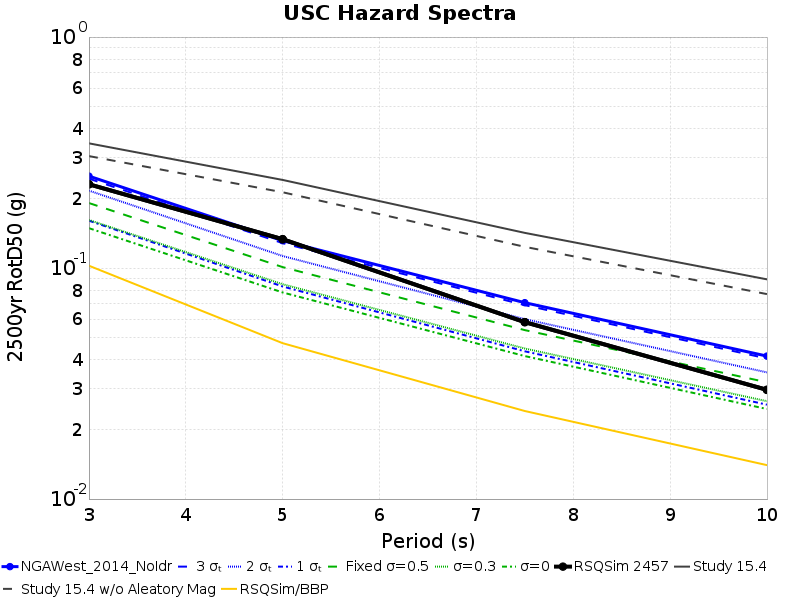 USC Hazard Spectra
2500yr RotD50 (g)
10⁰
8
6
4
3
2
10⁻¹
8
6
4
3
2
10⁻²
3 4 5 6 7 8 9 10
Period (s)
NGAWest_2014_NoIdr 3 σₜ 2 σₜ 1 σₜ Fixed σ=0.5 σ=0.3 σ=0 RSQSim 2457 Study 15.4
Study 15.4 w/o Aleatory Mag RSQSim/BBP